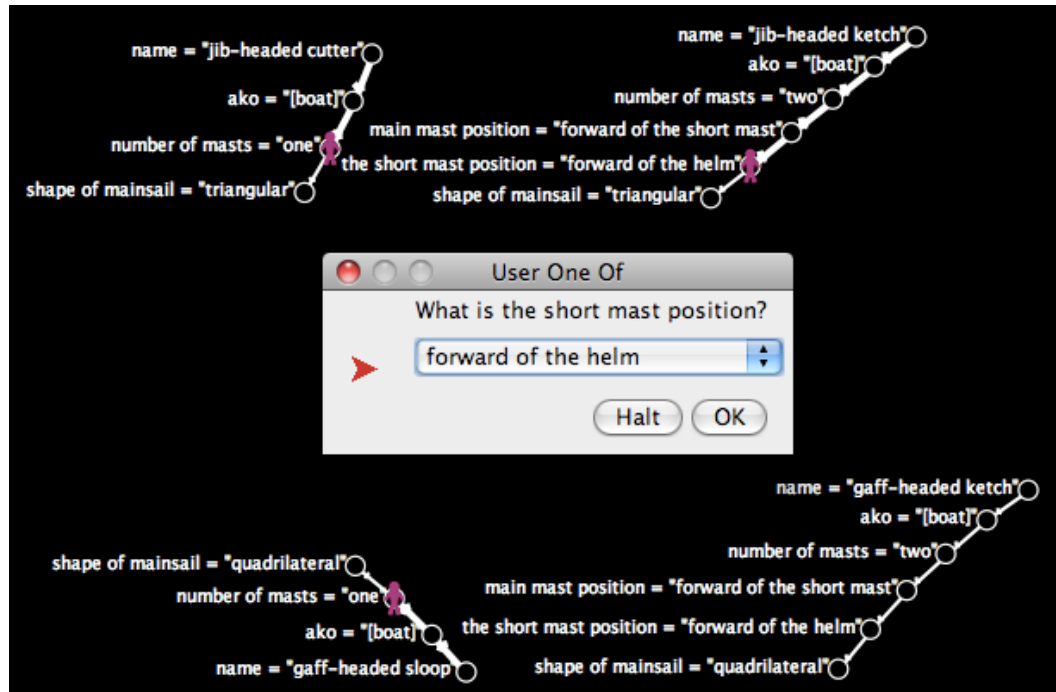 name = "jib-headed cutter"
ako = "[boat]"
number of masts = "one"
shape of mainsail = "triangular"
name = "jib-headed ketch"
ako = "[boat]"
number of masts = "two"
main mast position = "forward of the short mast"
the short mast position = "forward of the helm"
shape of mainsail = "triangular"
User One Of
What is the short mast position?
forward of the helm
Halt
OK
shape of mainsail = "quadrilateral"
number of masts = "one"
ako = "[boat]"
name = "gaff-headed sloop
name = "gaff-headed ketch"
ako = "[boat]"
number of masts = "two"
main mast position = "forward of the short mast"
the short mast position = "forward of the helm"
shape of mainsail = "quadrilateral"